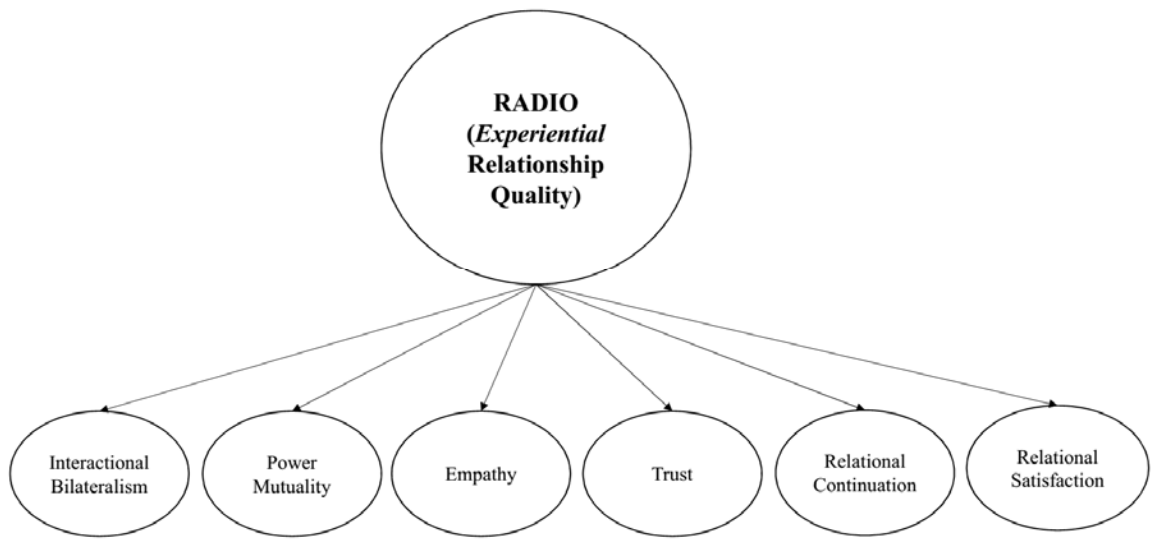 RADIO
(Experiential
Relationship
Quality)
Interactional
Bilateralism
Power
Mutuality
Empathy
Trust
Relational
Continuation
Relational
Satisfaction